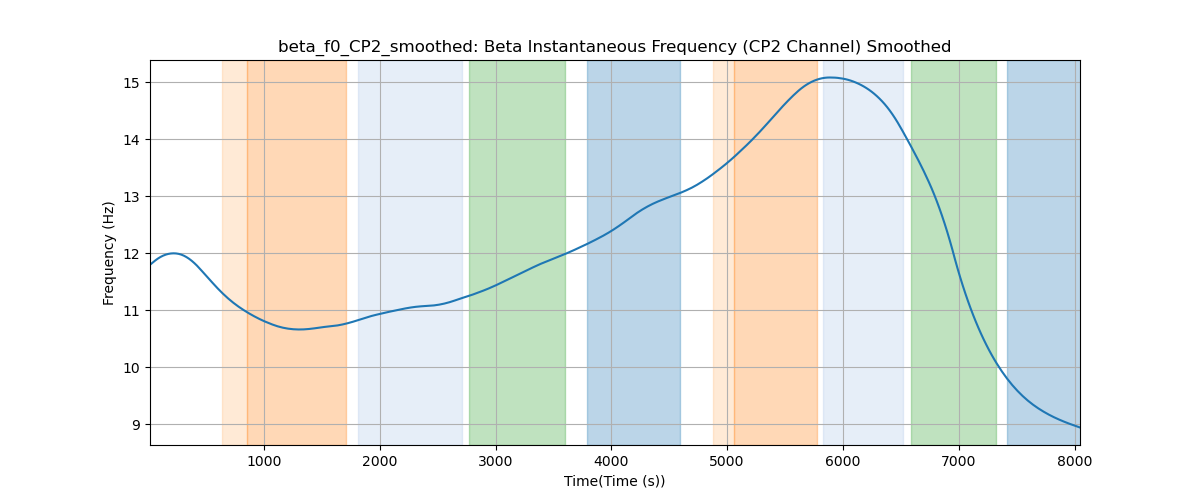 beta_f0_CP2_smoothed: Beta Instantaneous Frequency (CP2 Channel) Smoothed
15
14
13
12
11
10
9
Frequency (Hz)
1000 2000 3000 4000 5000 6000 7000 8000
Time(Time (s))